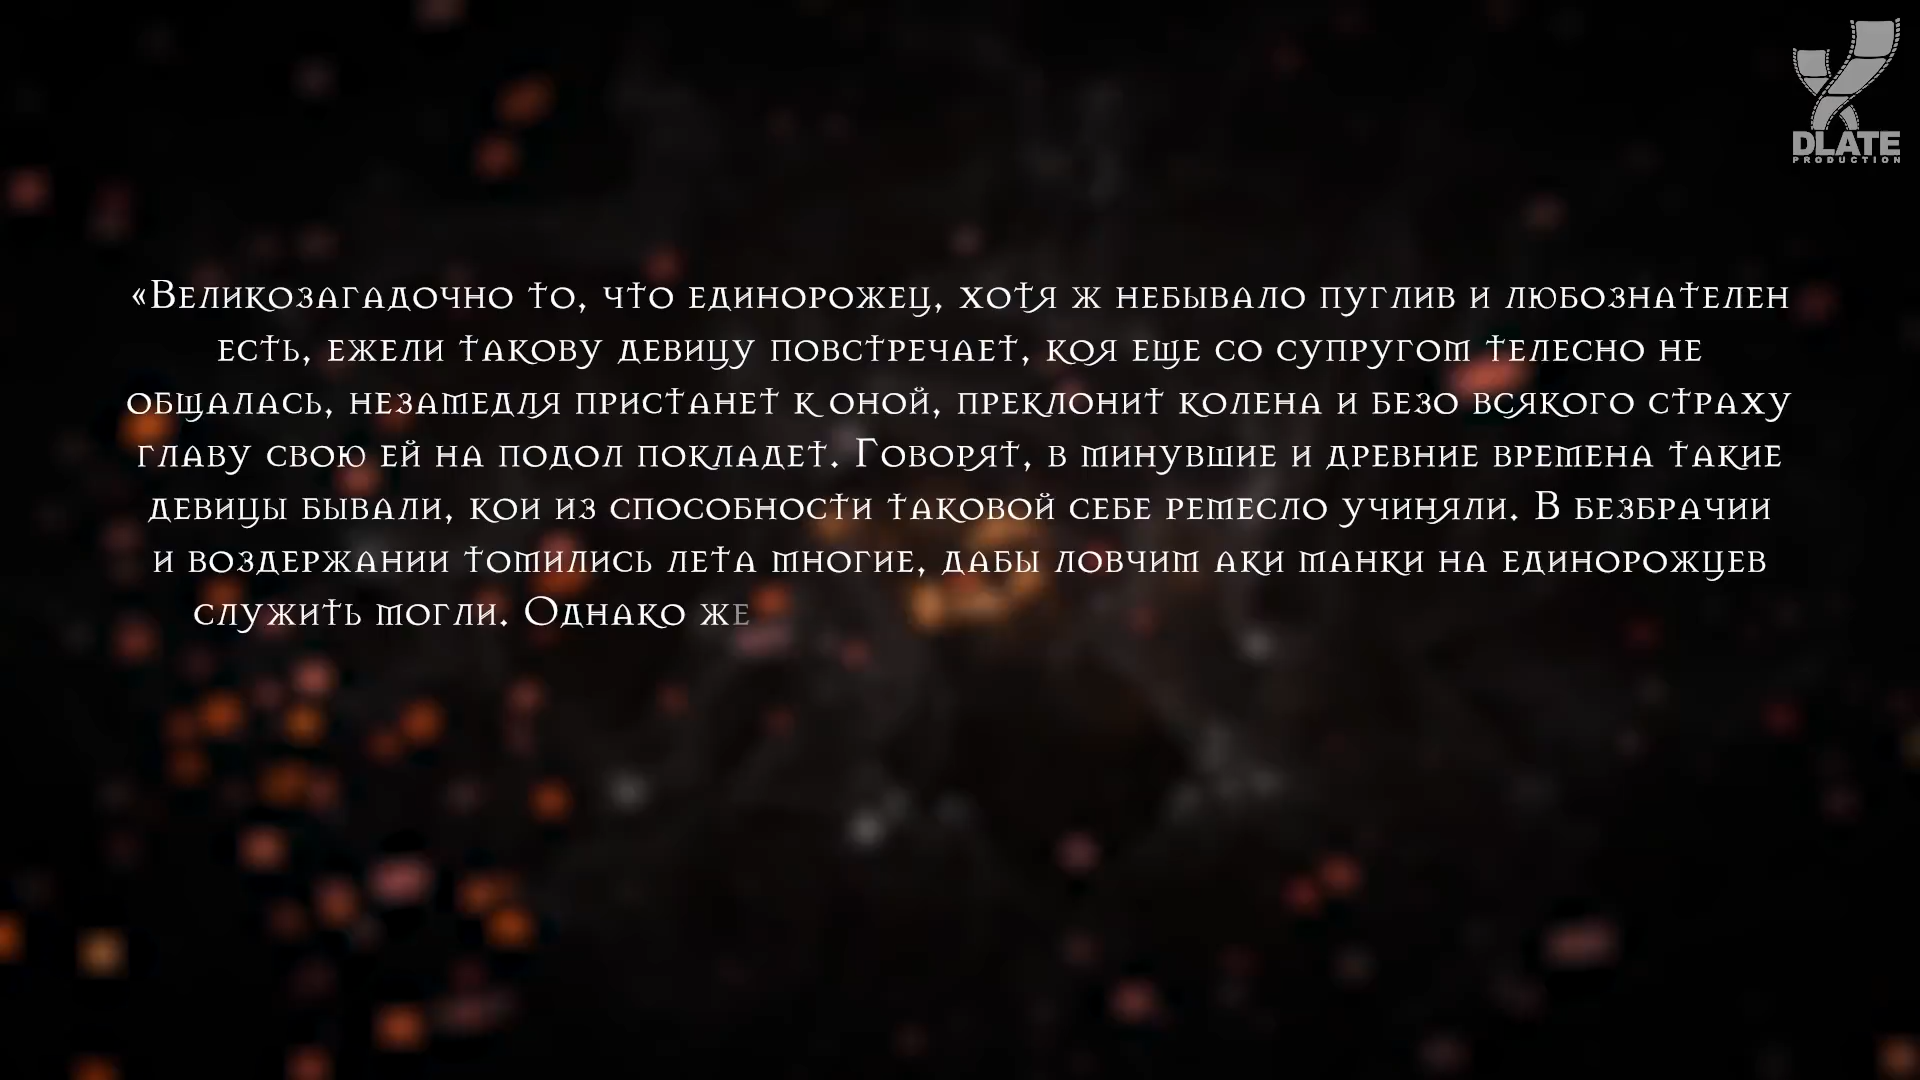 DLATE
PRODUCTION
«Великозагадочно то, что единорожец, хотя ж небывало пуглив и любознателен
есть, ежели такову девицу повстречает, коя еще со супругом телесно не
общалась, незамедля пристанет к оной, преклонит колена и безо всякого страху
главу свою ей на подол покладет. Говорят, в минувшие и древние времена такие
девицы бывали, кои из способности таковой себе ремесло учиняли. В безбрачии
и воздержании томились лета многие, дабы ловчим аки манки на единорожцев
служить могли. Однако же